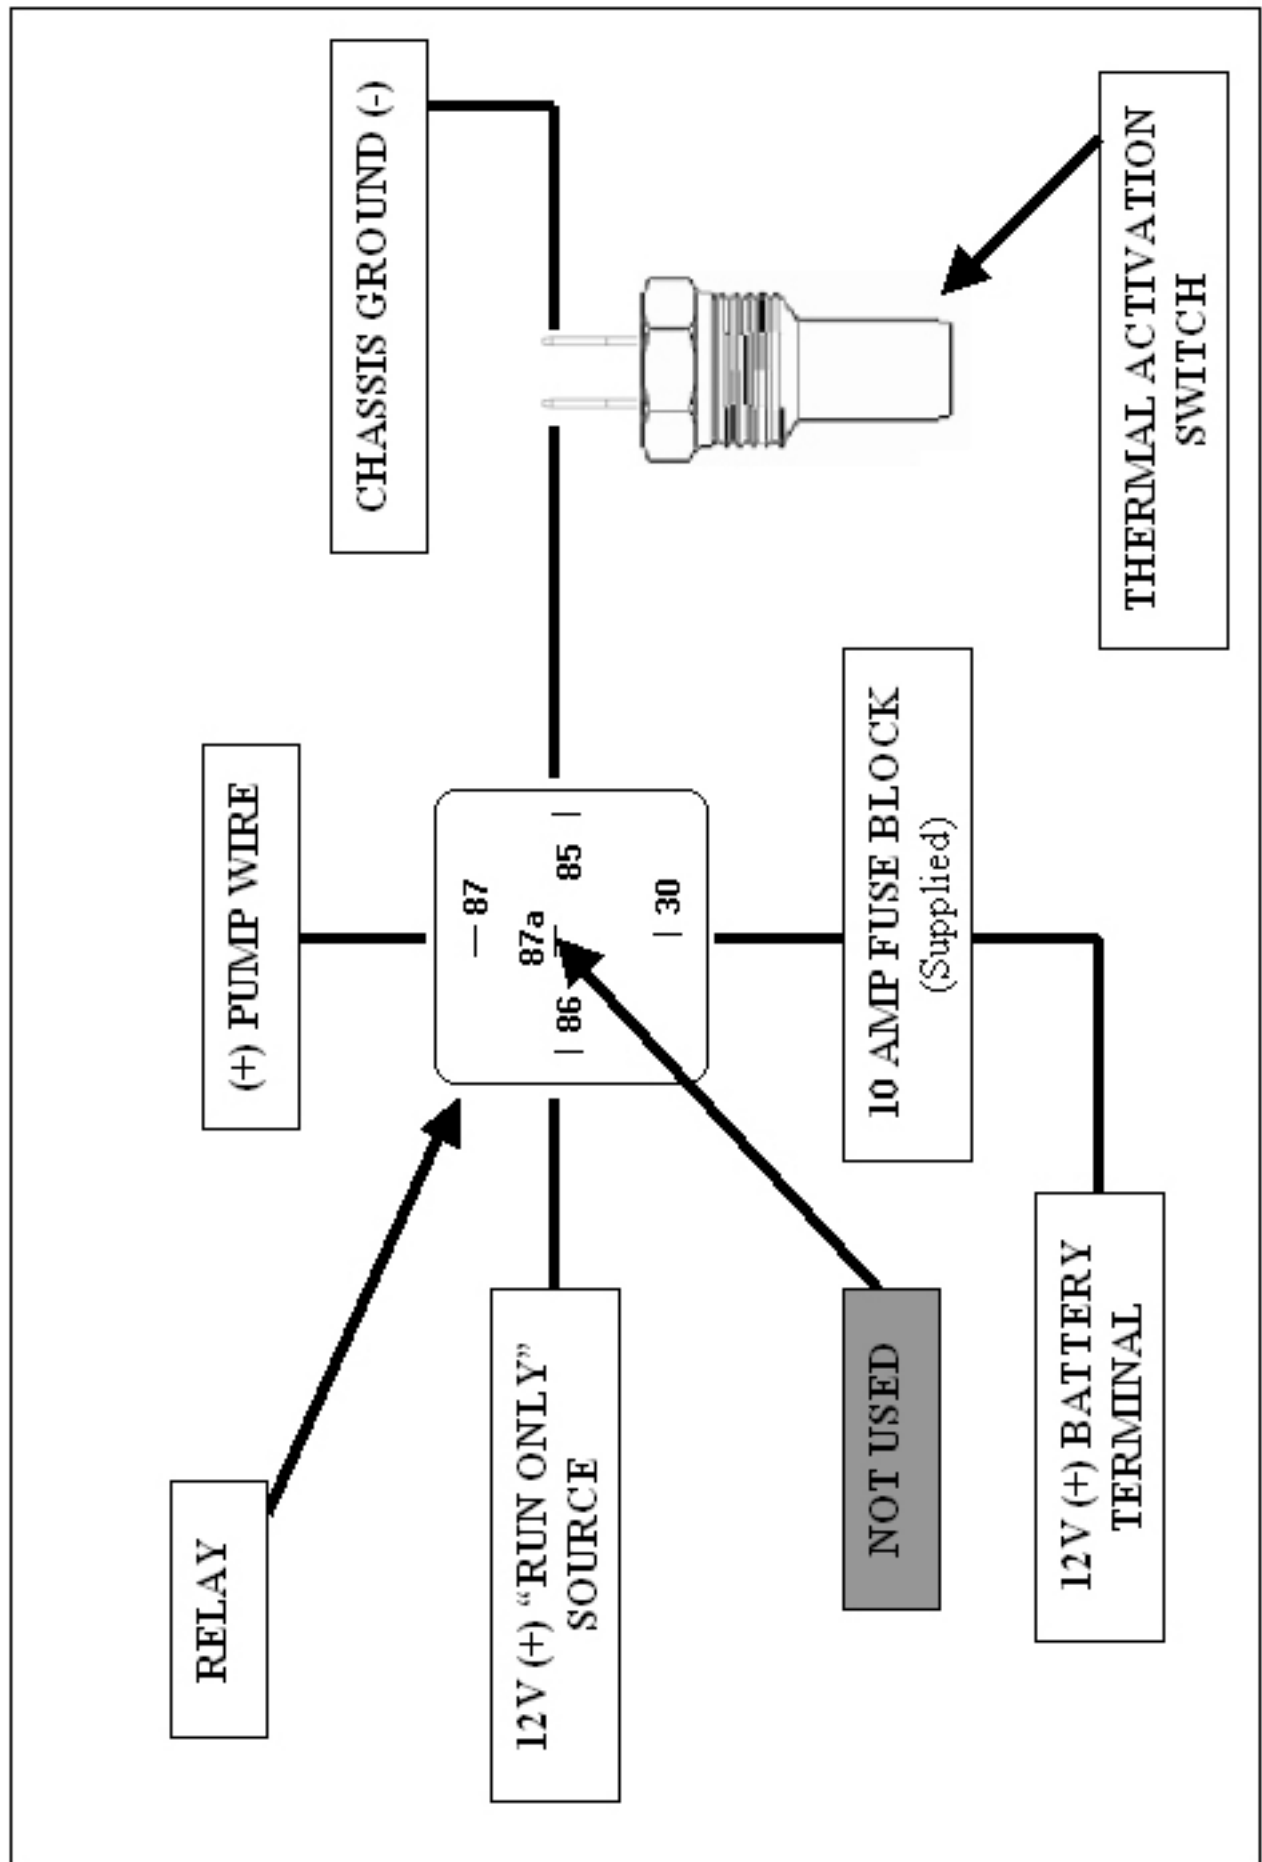 CHASSIS GROUND (-)
(+) PUMP WIRE
RELAY
87
87a
85
86
30
12V (+) “RUN ONLY”
SOURCE
10 AMP FUSE BLOCK
(Supplied)
NOT USED
THERMAL ACTIVATION
SWITCH
12V (+) BATTERY
TERMINAL